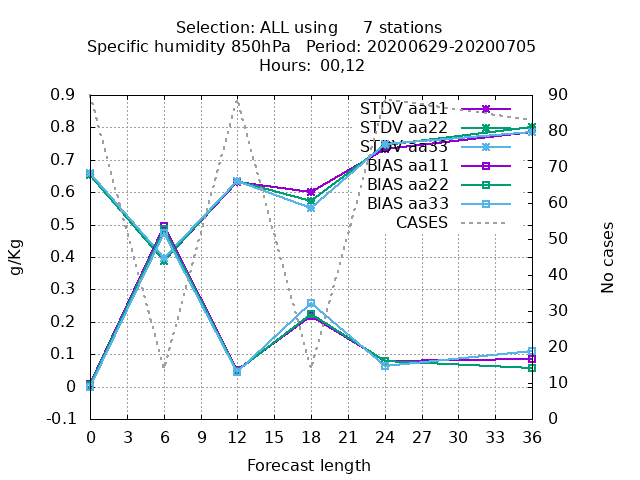 Selection: ALL using     7 stations
Specific humidity 850hPa   Period: 20200629-20200705
Hours:  00,12
0.9
0.8
0.7
0.6
0.5
0.4
0.3
0.2
0.1
0
-0.1
g/Kg
STDV aa11
STDV aa22
STDV aa33
BIAS aa11
BIAS aa22
BIAS aa33
CASES
90
80
70
60
50
40
30
20
10
0
No cases
0 3 6 9 12 15 18 21 24 27 30 33 36
Forecast length